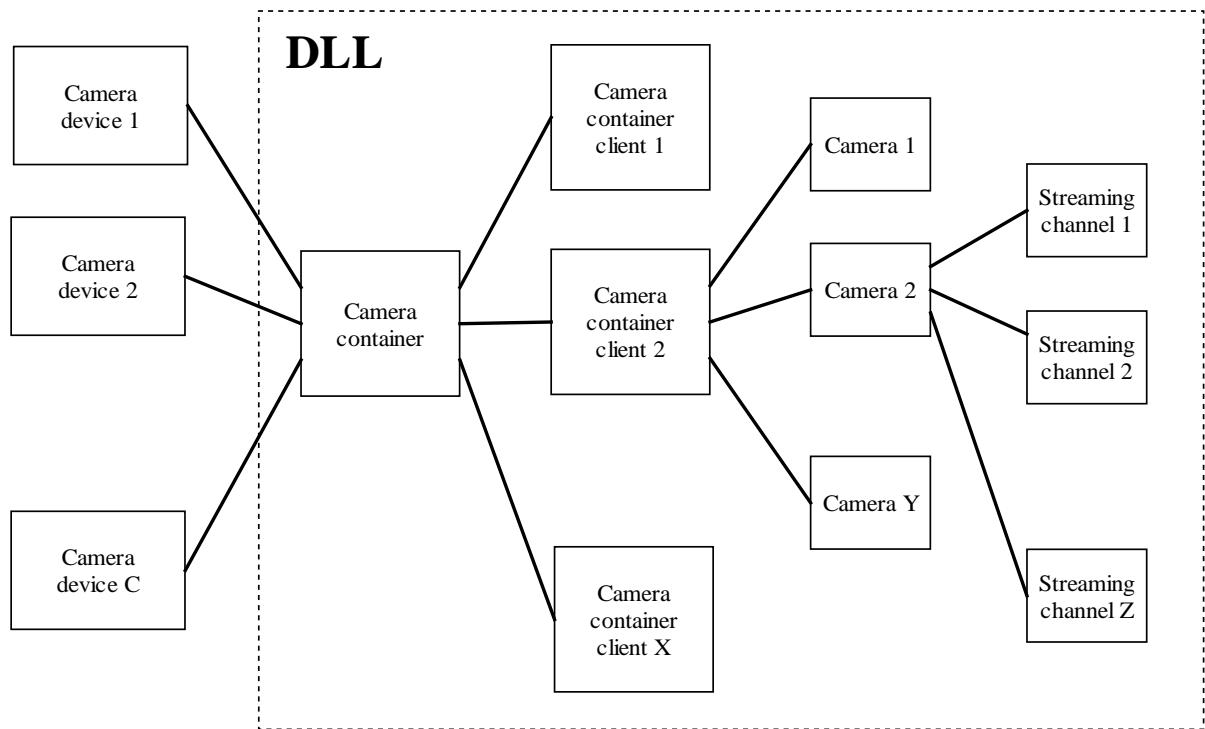 DLL
Camera
device 1
Camera
device 2
Camera
device C
Camera
container
Camera
container
client 1
Camera
container
client 2
Camera
container
client X
Camera 1
Camera 2
Camera Y
Streaming
channel 1
Streaming
channel 2
Streaming
channel Z